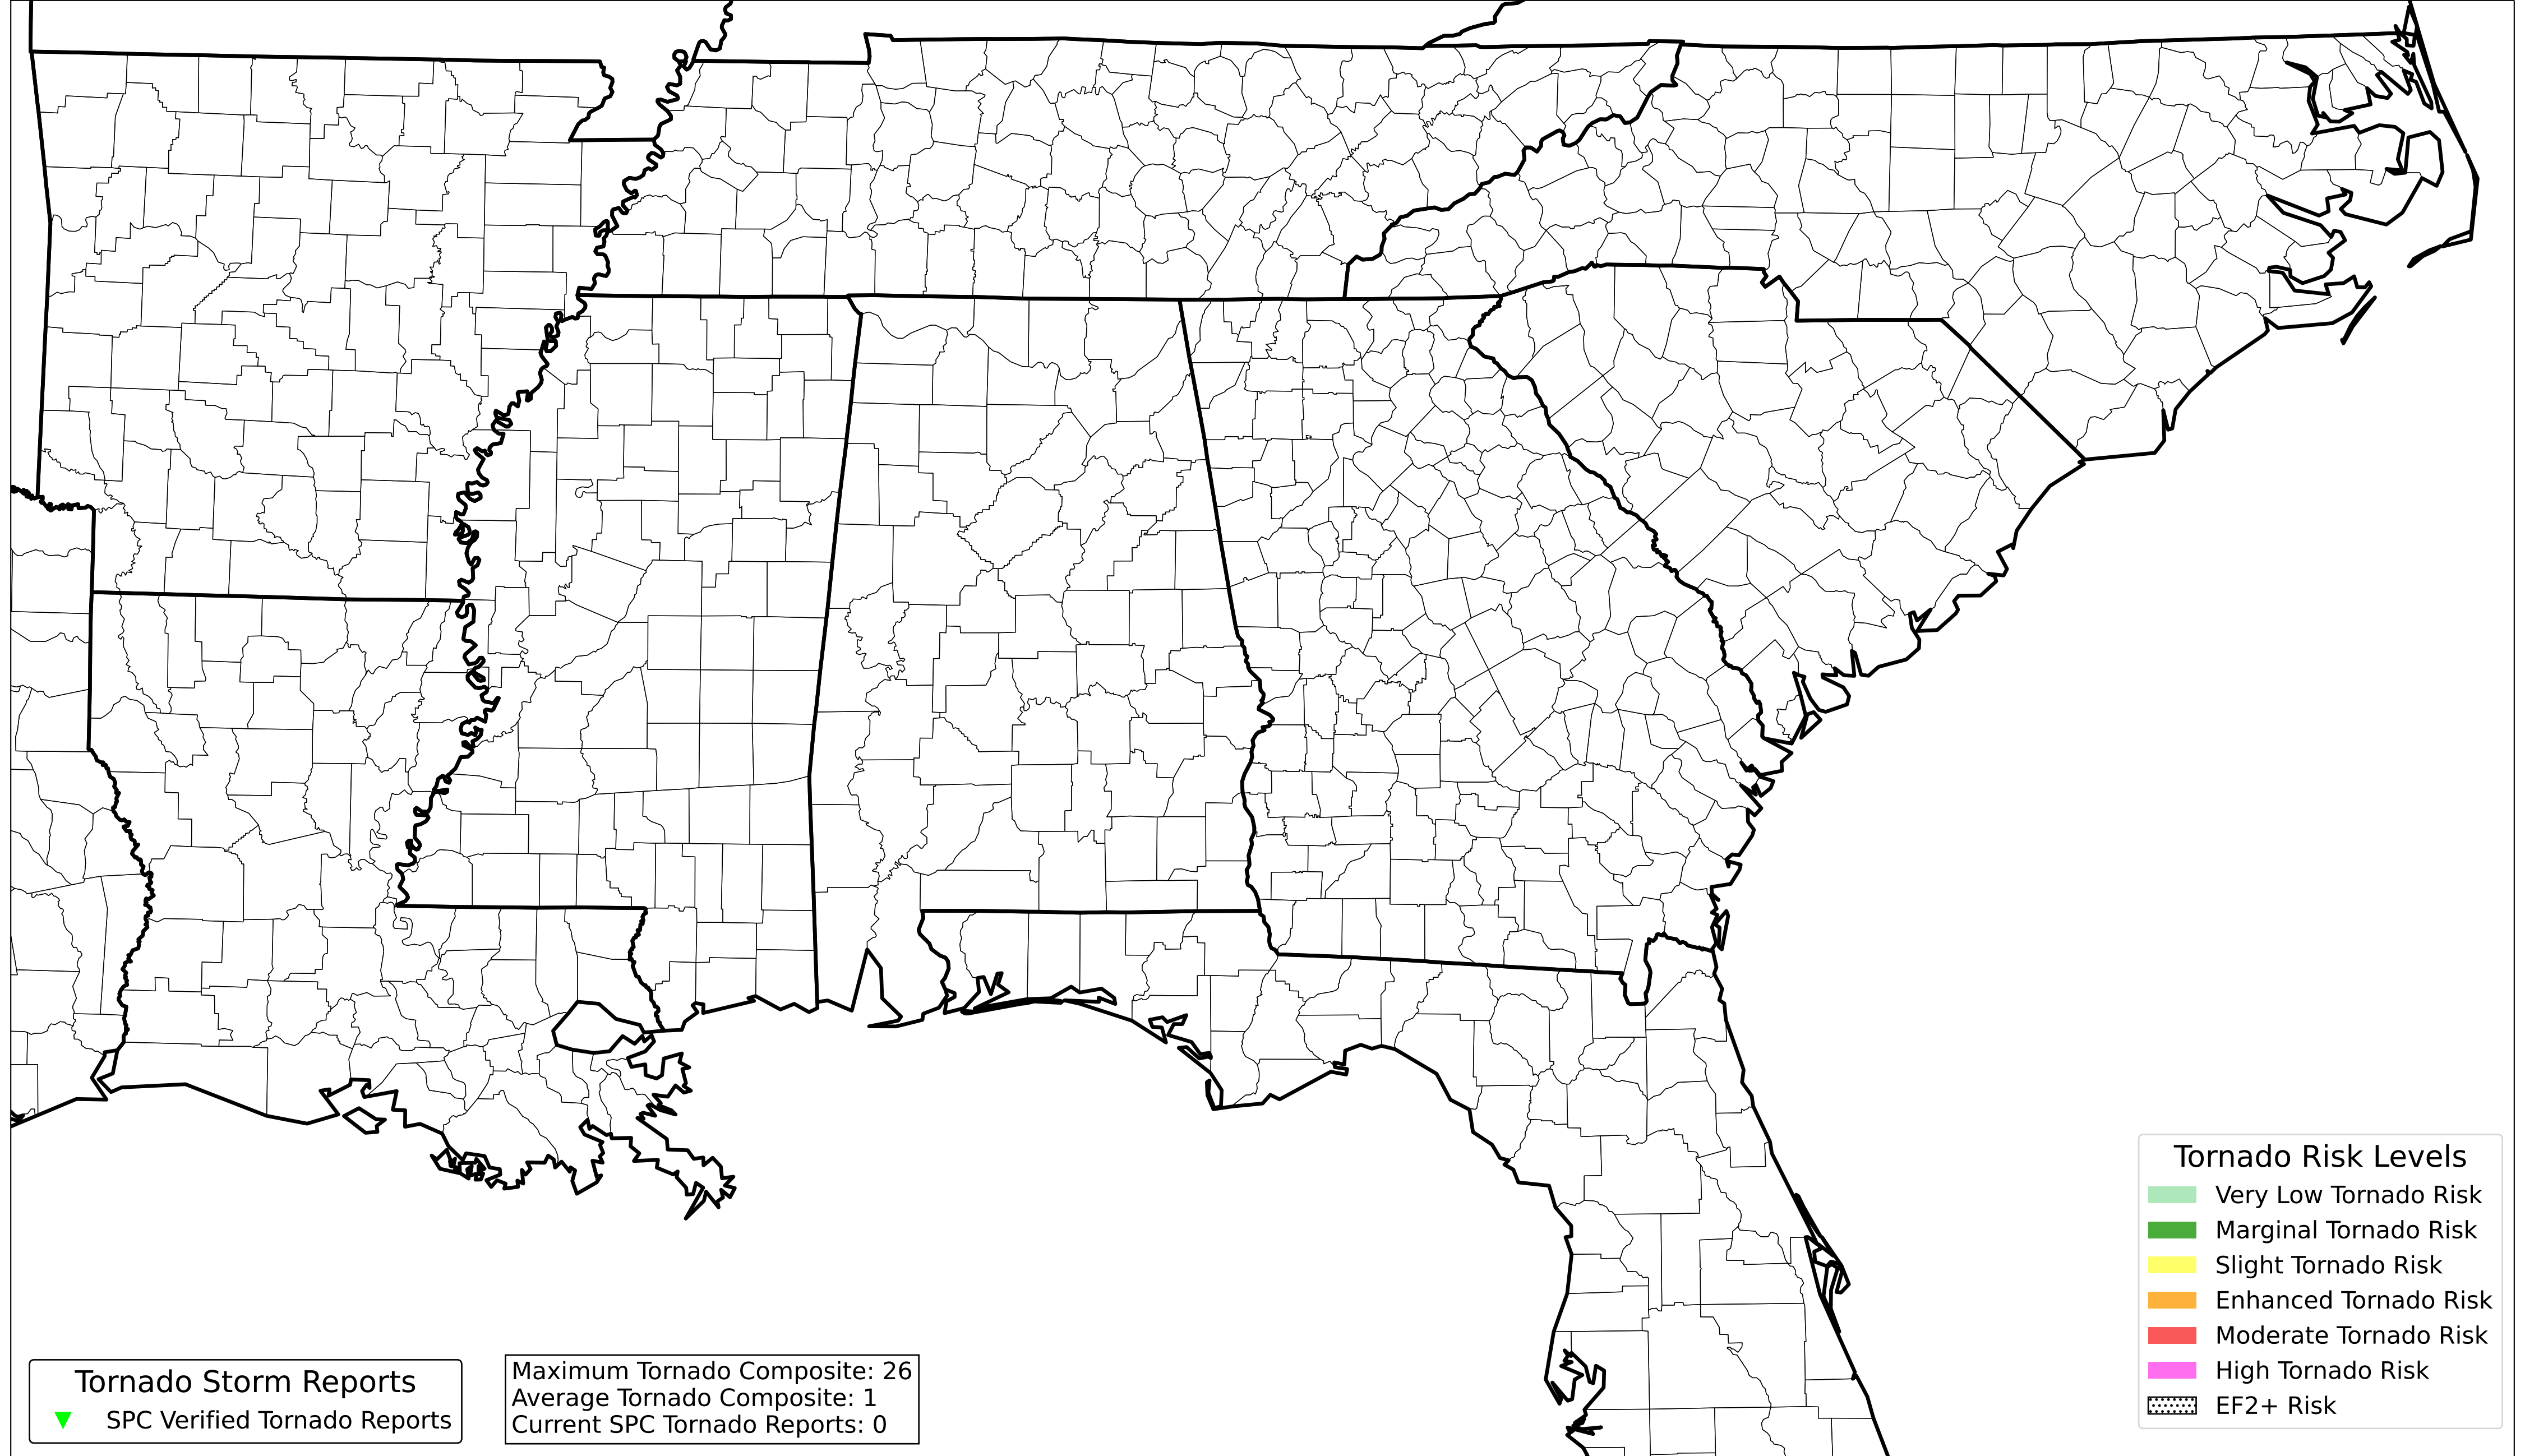 Tornado Storm Reports
SPC Verified Tornado Reports
Maximum Tornado Composite: 26
Average Tornado Composite: 1
Current SPC Tornado Reports: 0
Tornado Risk Levels
Very Low Tornado Risk
Marginal Tornado Risk
Slight Tornado Risk
Enhanced Tornado Risk
Moderate Tornado Risk
High Tornado Risk
EF2+ Risk